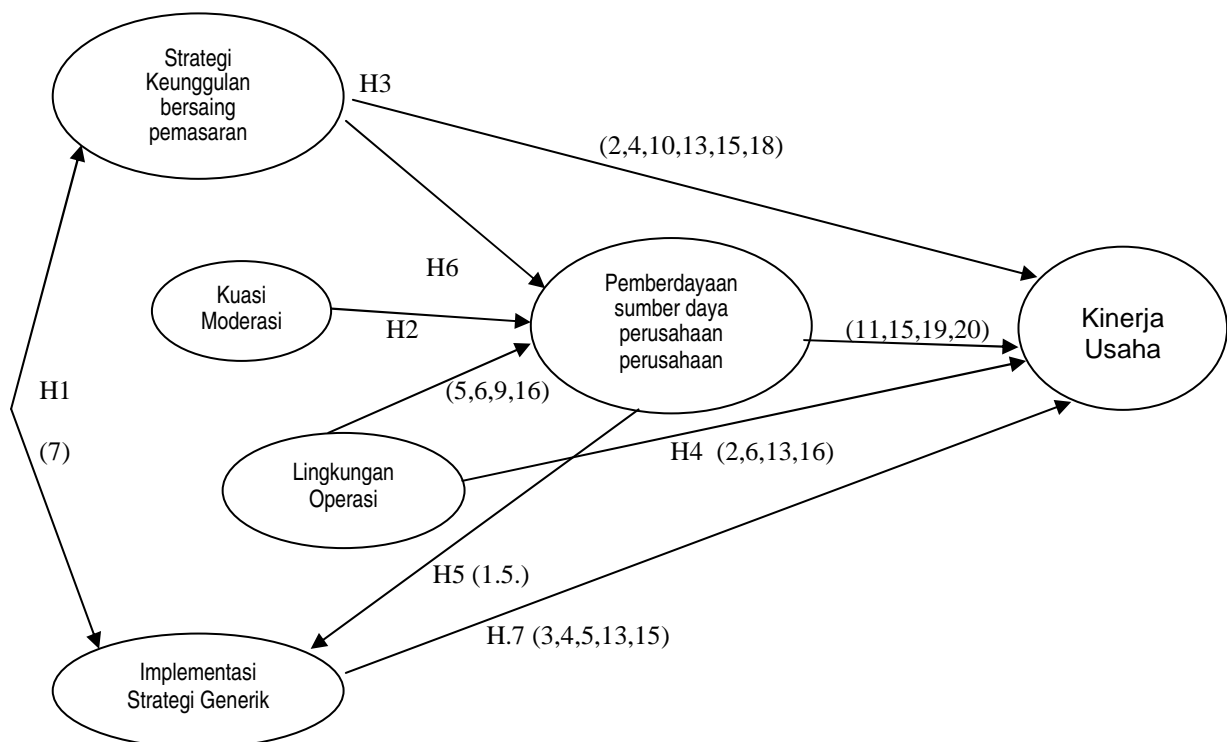 Strategi
Keunggulan
bersaing
pemasaran
H3
(2,4,10,13,15,18)
H6
Kuasi
Moderasi
H2
Pemberdayaan
sumber daya
perusahaan
perusahaan
(11,15,19,20)
Kinerja
Usaha
H1
(7)
(5,6,9,16)
Lingkungan
Operasi
H4 (2,6,13,16)
H5 (1.5.)
H.7 (3,4,5,13,15)
Implementasi
Strategi Generik